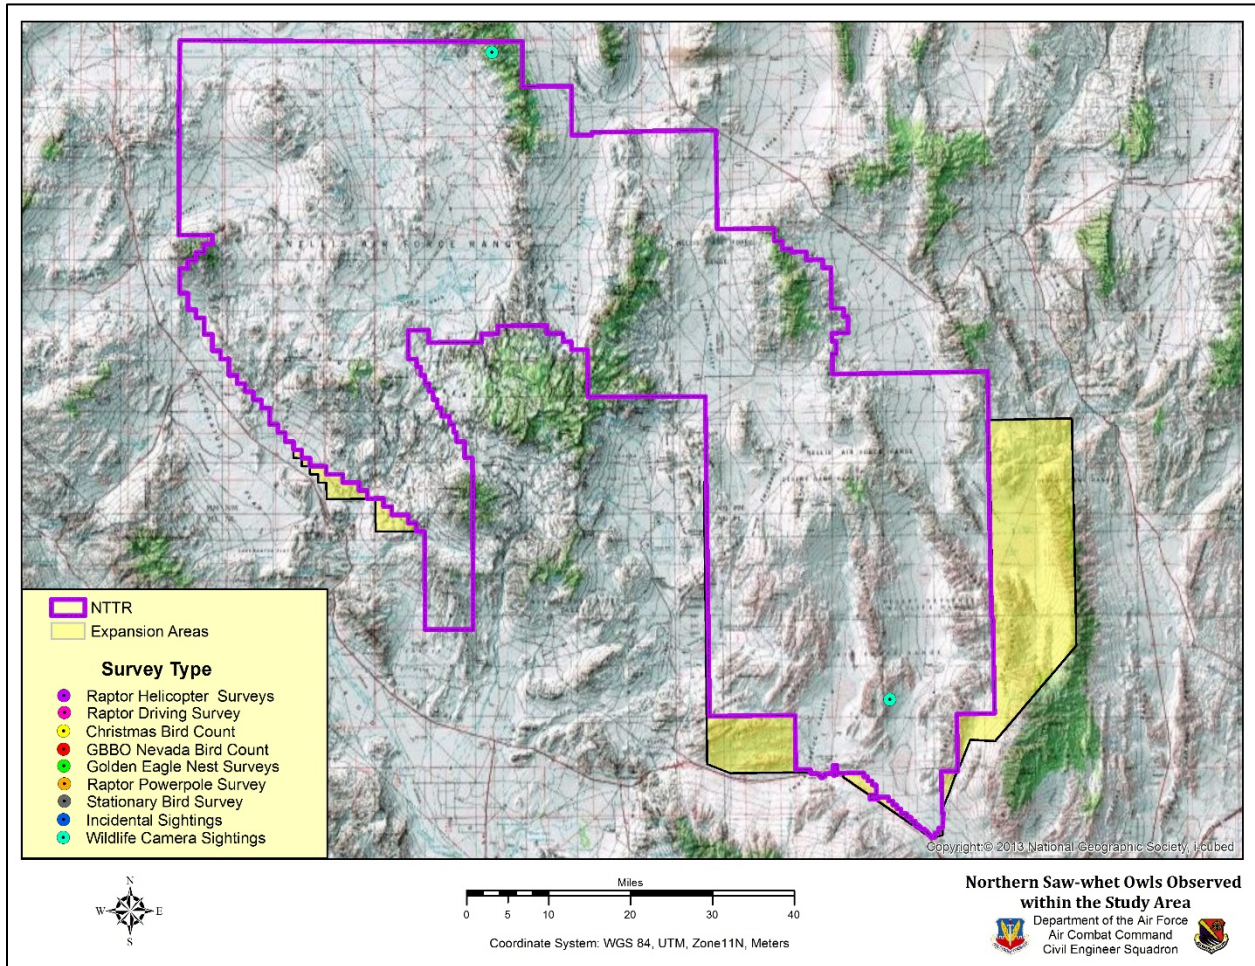 NELLIS AIR FORCE RANGE
NELLIS AIR FORCE RANGE
NTTR
Expansion Areas
Survey Type
Raptor Helicopter Surveys
Raptor Driving Survey
Christmas Bird Count
GBBO Nevada Bird Count
Golden Eagle Nest Surveys
Raptor Powerpole Survey
Stationary Bird Survey
Incidental Sightings
Wildlife Camera Sightings
Copyright:© 2013 National Geographic Society, i-cubed
N
W E
S
Miles
0 5 10 20 30 40
Coordinate System: WGS 84, UTM, Zone11N, Meters
Northern Saw-whet Owls Observed
within the Study Area
Department of the Air Force
Air Combat Command
Civil Engineer Squadron